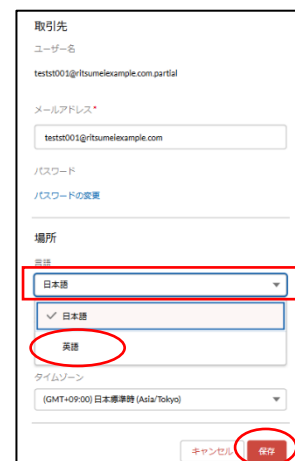 取引先
ユーザー名
testst001@ritsumeiexample.com.partial
メールアドレス*
testst001@ritsumeiexample.com
パスワード
パスワードの変更
場所
言語
日本語
✓ 日本語
英語
タイムゾーン
(GMT+09:00) 日本標準時 (Asia/Tokyo)
キャンセル 保存